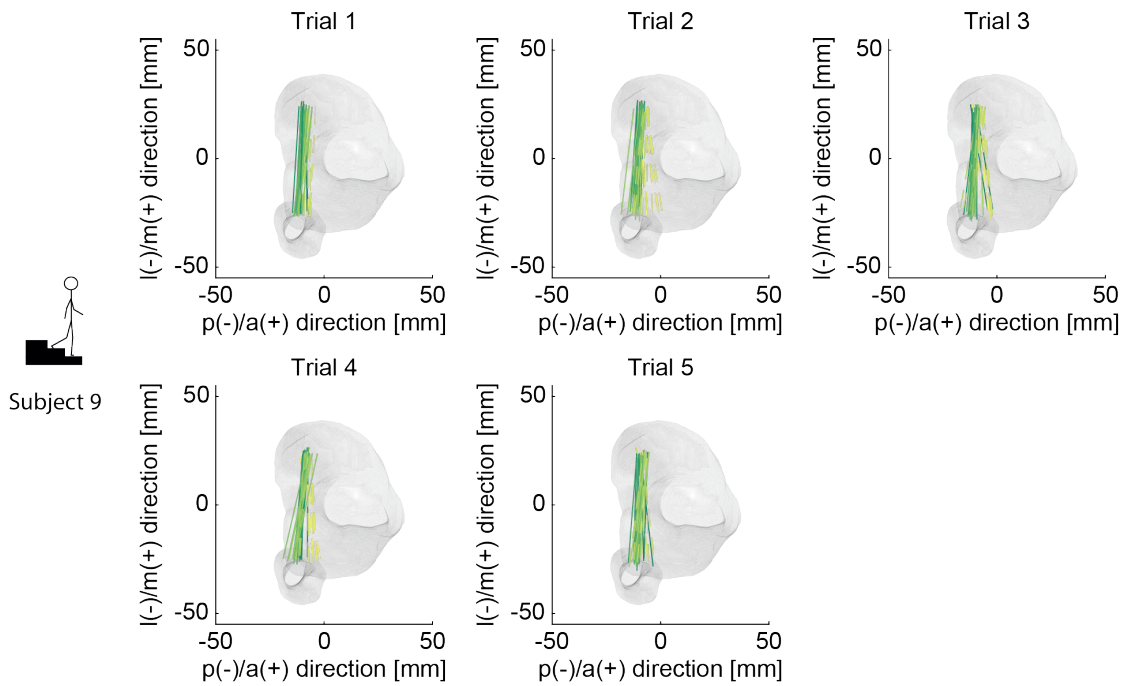 Trial 1
Trial 2
Trial 3
l(-)/m(+) direction [mm]
50
0
-50
-50
0
50
p(-)/a(+) direction [mm]
l(-)/m(+) direction [mm]
50
0
-50
-50
0
50
p(-)/a(+) direction [mm]
l(-)/m(+) direction [mm]
50
0
-50
-50
0
50
p(-)/a(+) direction [mm]
Subject 9
Trial 4
Trial 5
l(-)/m(+) direction [mm]
50
0
-50
-50
0
50
p(-)/a(+) direction [mm]
l(-)/m(+) direction [mm]
50
0
-50
-50
0
50
p(-)/a(+) direction [mm]